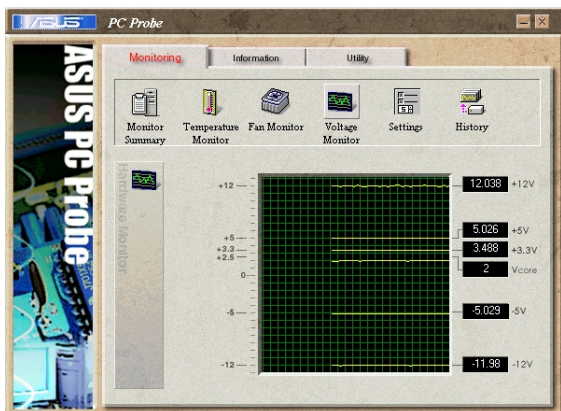 ASUS PC Probe
ASUS PC Probe
Monitoring
Information
Utility
Monitor Summary
Temperature Monitor
Fan Monitor
Voltage Monitor
Settings
History
Hardware Monitor
+12
+5
+3.3
+2.5
0
-5
-12
12.038 +12V
5.026 +5V
3.488 +3.3V
2 Vcore
-5.029 -5V
-11.98 -12V